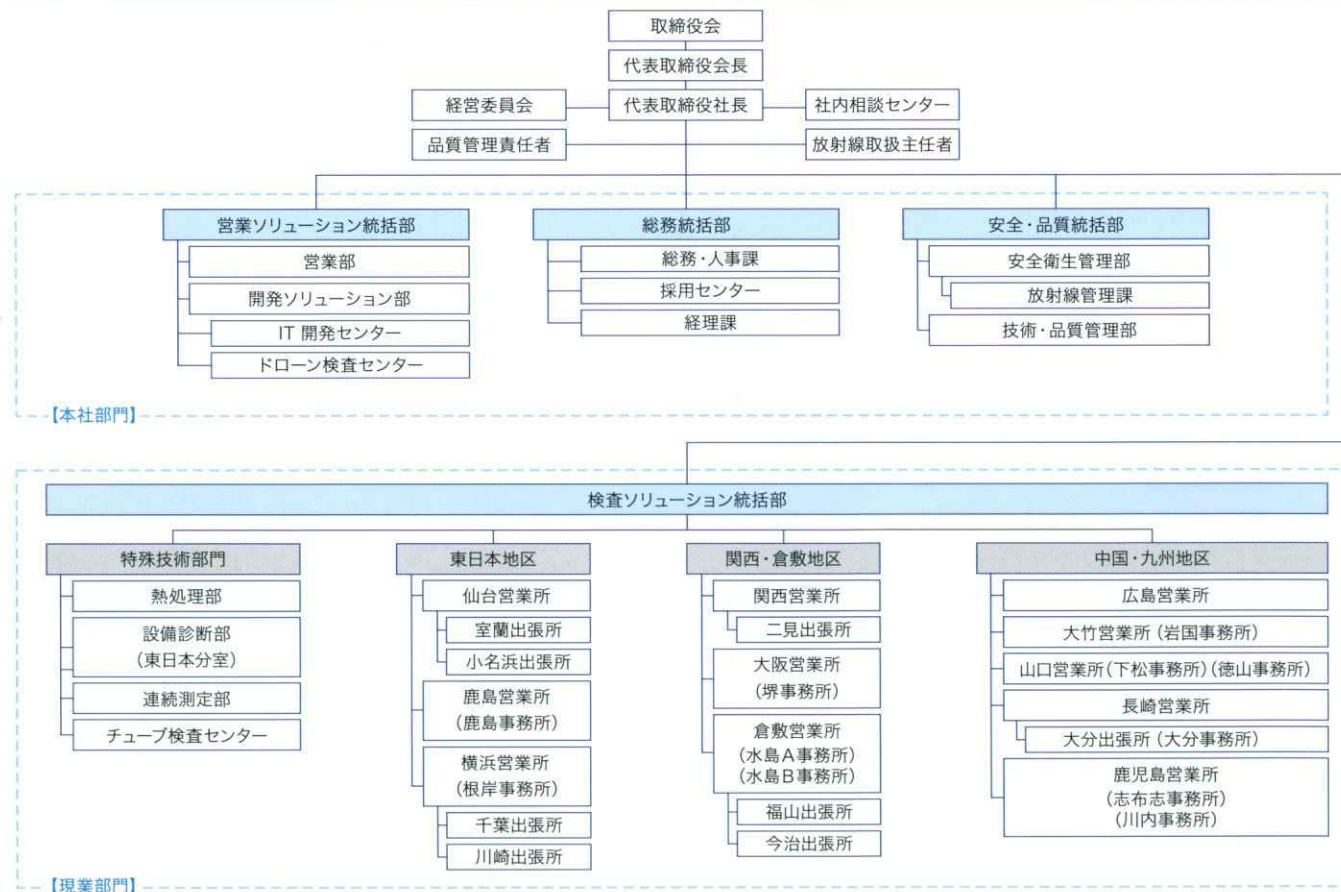 取締役会
代表取締役会長
経営委員会
代表取締役社長
社内相談センター
品質管理責任者
放射線取扱主任者
営業ソリューション統括部
営業部
開発ソリューション部
IT 開発センター
ドローン検査センター
総務統括部
総務・人事課
採用センター
経理課
安全・品質統括部
安全衛生管理部
放射線管理課
技術・品質管理部
【本社部門】
検査ソリューション統括部
特殊技術部門
熱処理部
設備診断部
(東日本分室)
連続測定部
チューブ検査センター
東日本地区
仙台営業所
室蘭出張所
小名浜出張所
鹿島営業所
(鹿島事務所)
横浜営業所
(根岸事務所)
千葉出張所
川崎出張所
関西・倉敷地区
関西営業所
二見出張所
大阪営業所
(堺事務所)
倉敷営業所
(水島A事務所)
(水島B事務所)
福山出張所
今治出張所
中国・九州地区
広島営業所
大竹営業所(岩国事務所)
山口営業所(下松事務所)(徳山事務所)
長崎営業所
大分出張所(大分事務所)
鹿児島営業所
(志布志事務所)
(川内事務所)
【現業部門】